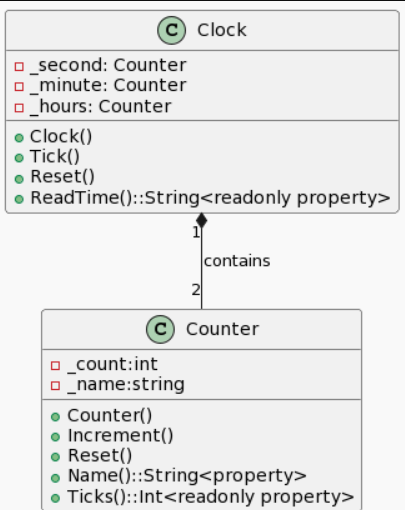 C Clock
_second: Counter
_minute: Counter
_hours: Counter
Clock()
Tick()
Reset()
ReadTime()::String<readonly property>
1
contains
2
C Counter
_count:int
_name:string
Counter()
Increment()
Reset()
Name()::String<property>
Ticks()::Int<readonly property>